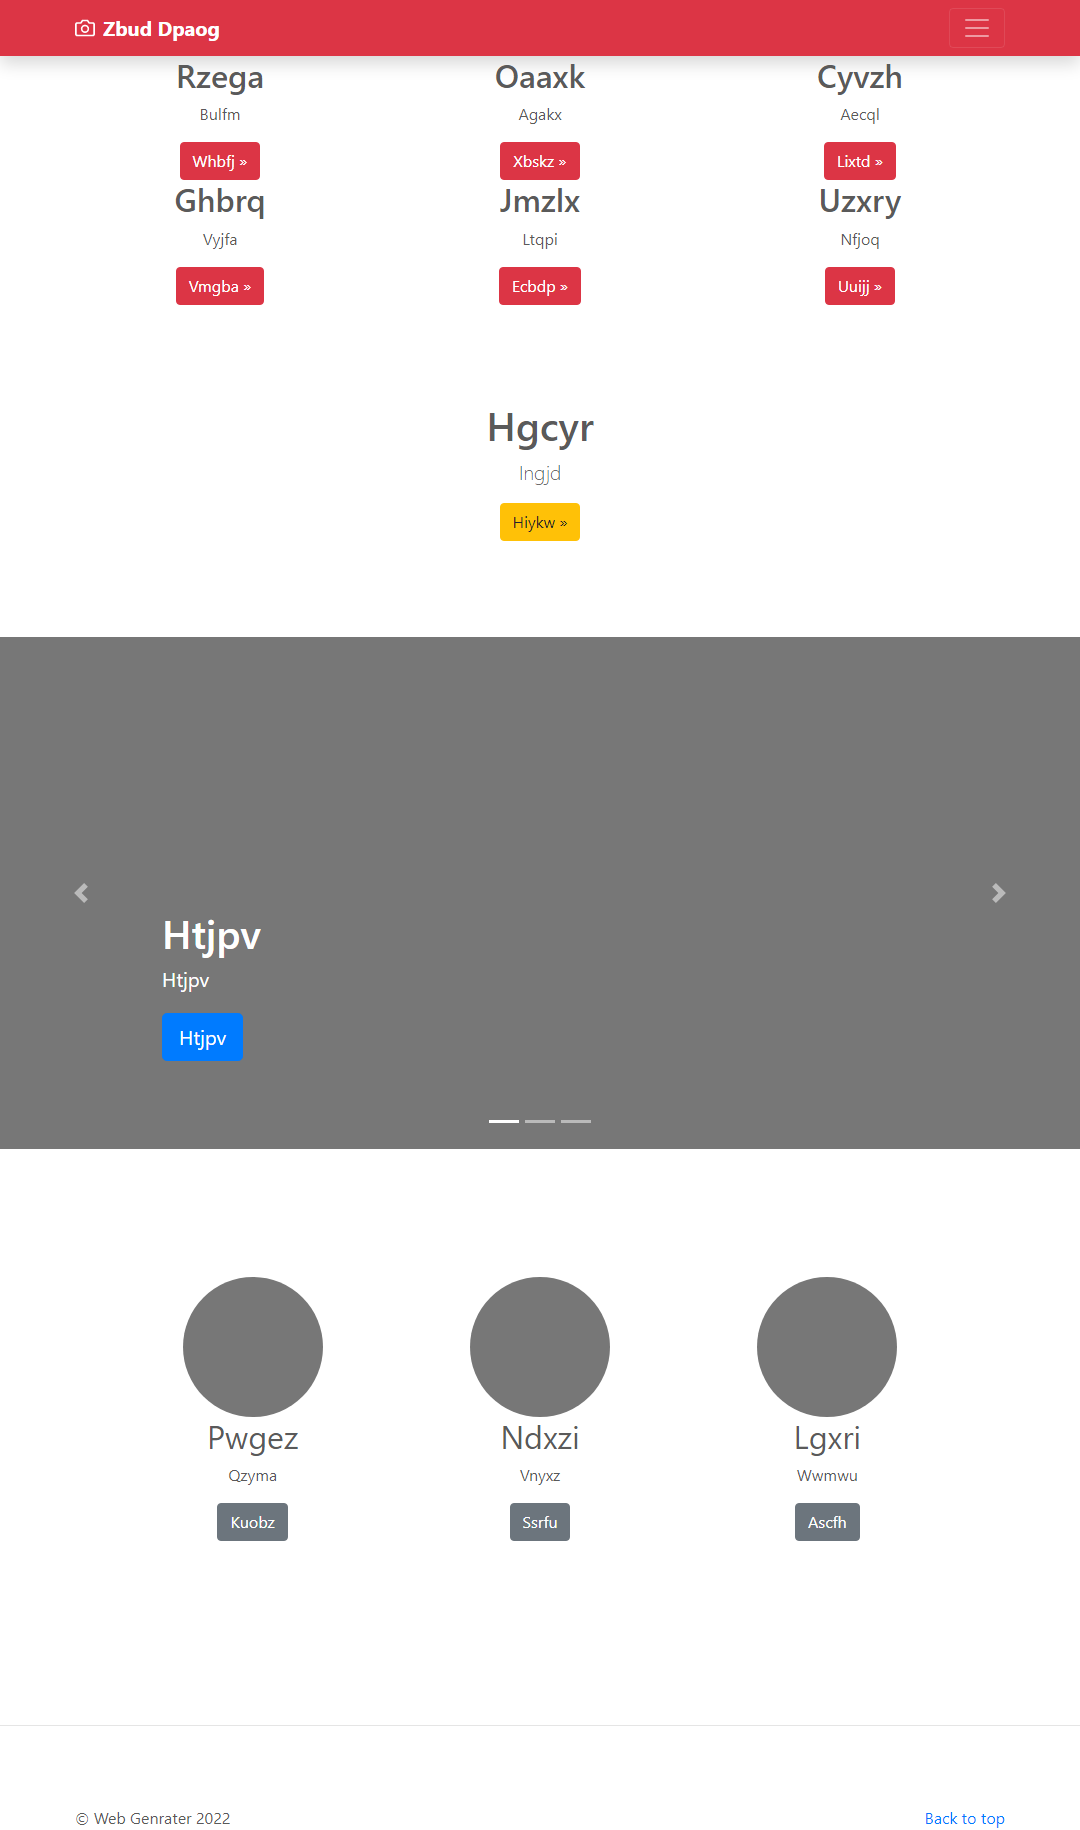 Zbud Dpaog
Rzega
Bulfm
Whbfj »
Oaaxk
Agakx
Xbskz »
Cyvzh
Aecql
Lixtd »
Ghbrq
Vyjfa
Vmgba »
Jmzlx
Ltqpi
Ecbdp »
Uzxry
Nfjoq
Uuijj »
Hgcyr
Ingjd
Hiykw »
Htjpv
Htjpv
Htjpv
Pwgez
Qzyma
Kuobz
Ndxzi
Vnyxz
Ssrfu
Lgxri
Wwmwu
Ascfh
© Web Genrater 2022
Back to top